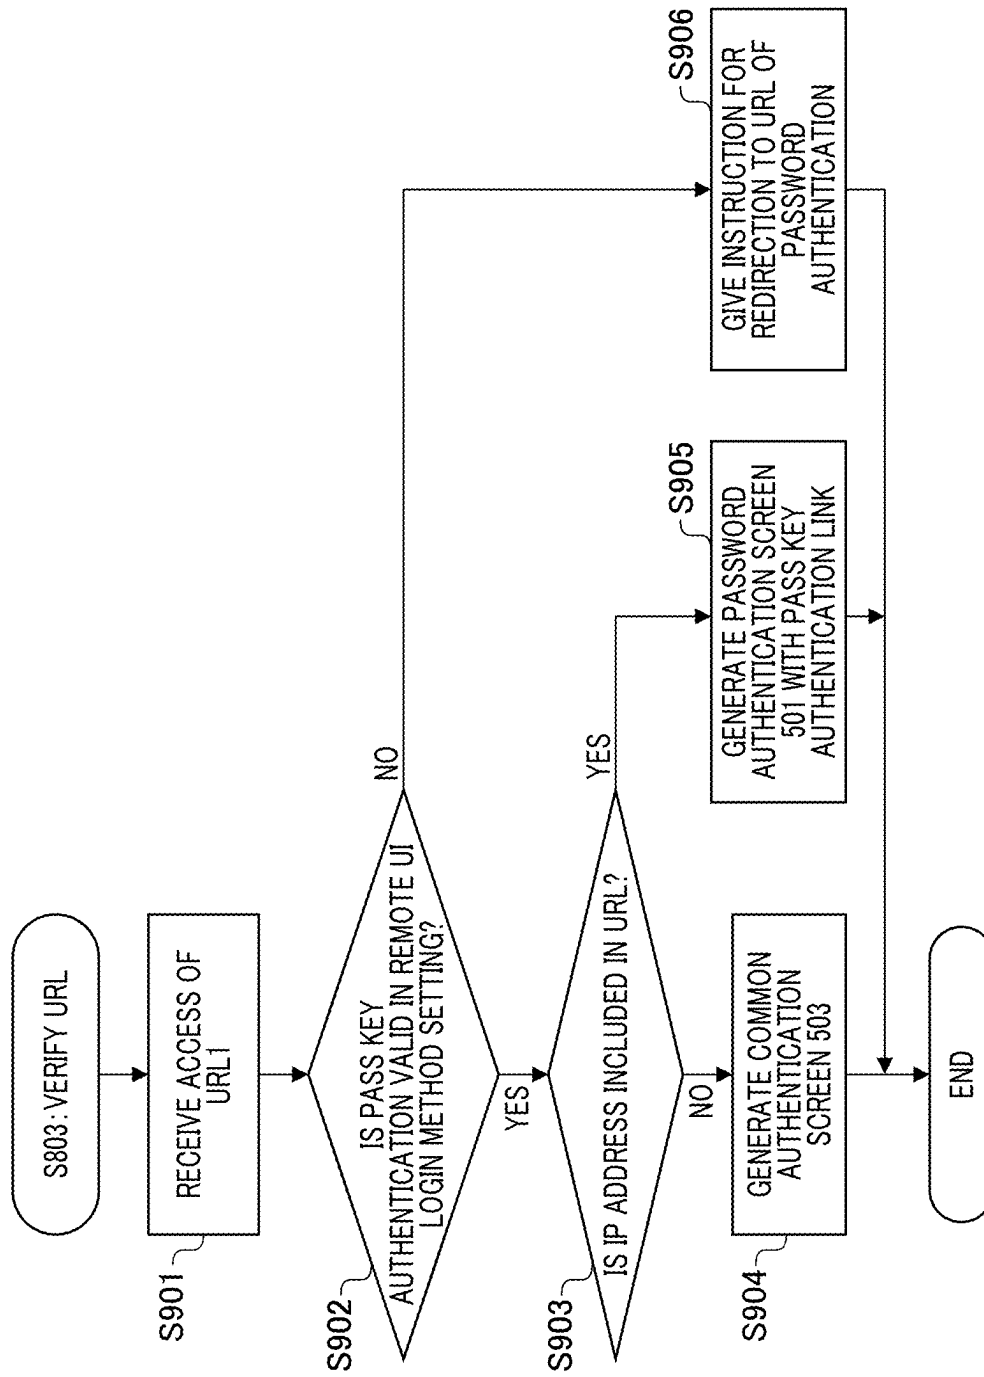 S803: VERIFY URL
S901
RECEIVE ACCESS OF
URL1
S902
IS PASS KEY
AUTHENTICATION VALID IN REMOTE UI
LOGIN METHOD SETTING?
NO
YES
S903
IS IP ADDRESS INCLUDED IN URL?
YES
NO
S904
GENERATE COMMON
AUTHENTICATION
SCREEN 503
S905
GENERATE PASSWORD
AUTHENTICATION SCREEN
501 WITH PASS KEY
AUTHENTICATION LINK
S906
GIVE INSTRUCTION FOR
REDIRECTION TO URL OF
PASSWORD
AUTHENTICATION
END